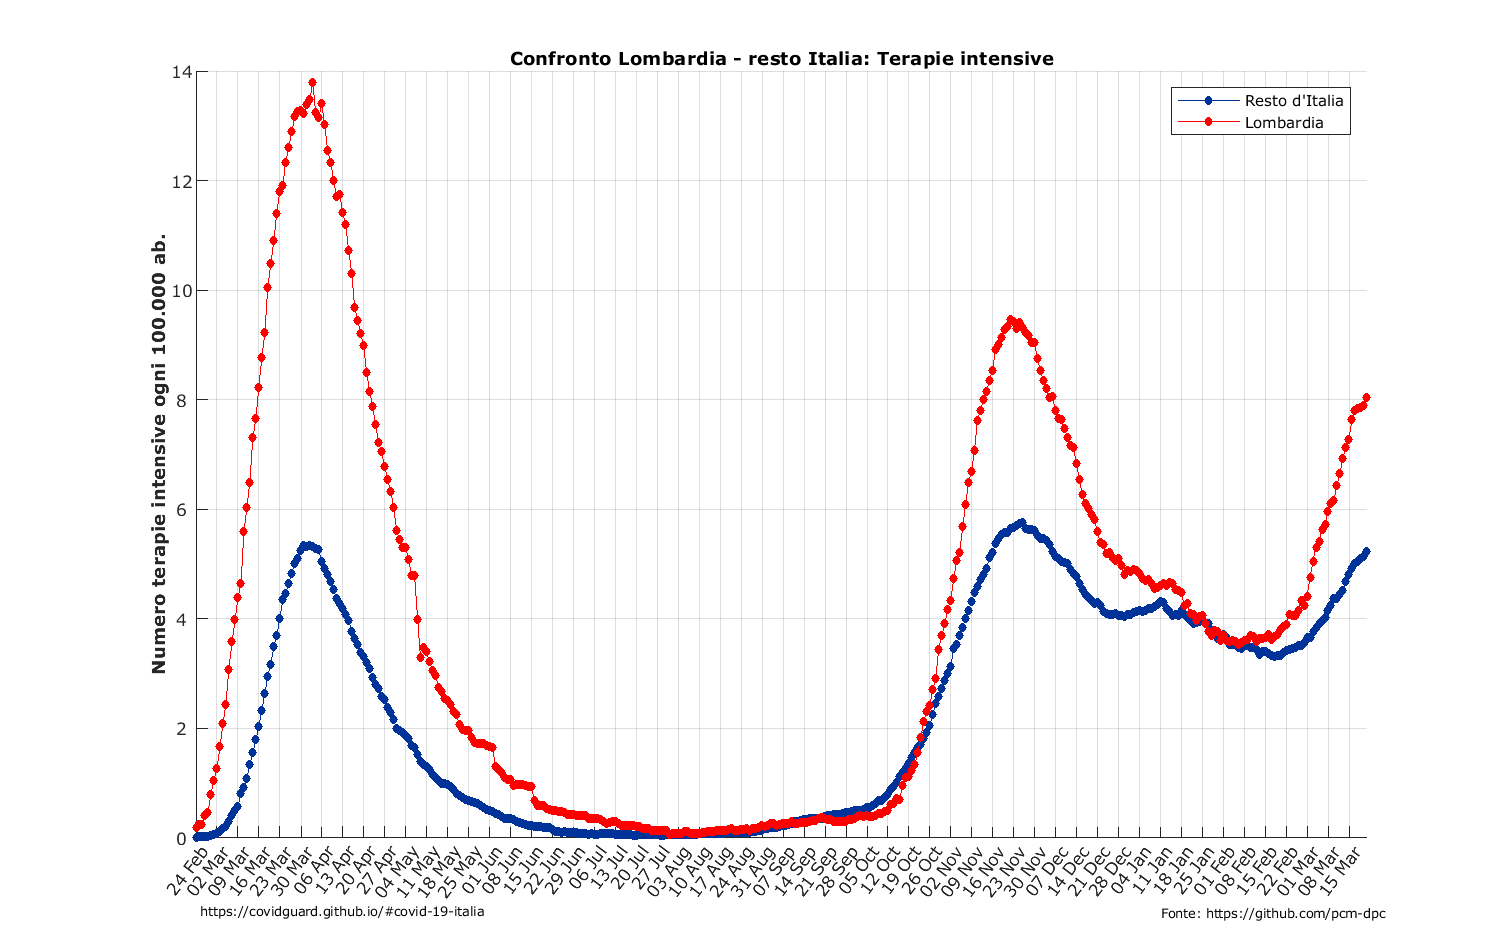 Confronto Lombardia - resto Italia: Terapie intensive
Resto d'Italia
Lombardia
Numero terapie intensive ogni 100.000 ab.
14
12
10
8
6
4
2
0
24 Feb
02 Mar
09 Mar
16 Mar
23 Mar
30 Mar
06 Apr
13 Apr
20 Apr
27 Apr
04 May
11 May
18 May
25 May
01 Jun
08 Jun
15 Jun
22 Jun
29 Jun
06 Jul
13 Jul
20 Jul
27 Jul
03 Aug
10 Aug
17 Aug
24 Aug
31 Aug
07 Sep
14 Sep
21 Sep
28 Sep
05 Oct
12 Oct
19 Oct
26 Oct
02 Nov
09 Nov
16 Nov
23 Nov
30 Nov
07 Dec
14 Dec
21 Dec
28 Dec
04 Jan
11 Jan
18 Jan
25 Jan
01 Feb
08 Feb
15 Feb
22 Feb
01 Mar
08 Mar
15 Mar
https://covidguard.github.io/#covid-19-italia
Fonte: https://github.com/pcm-dpc